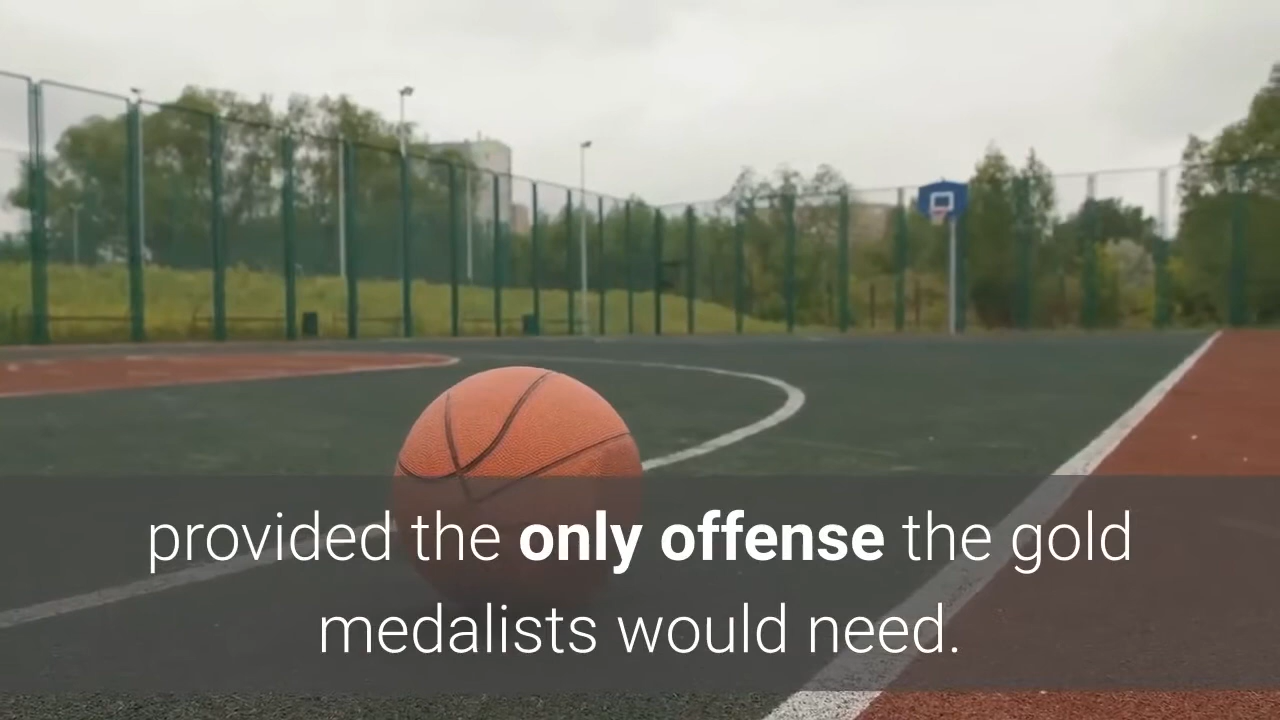 provided the only offense the gold
medalists would need.